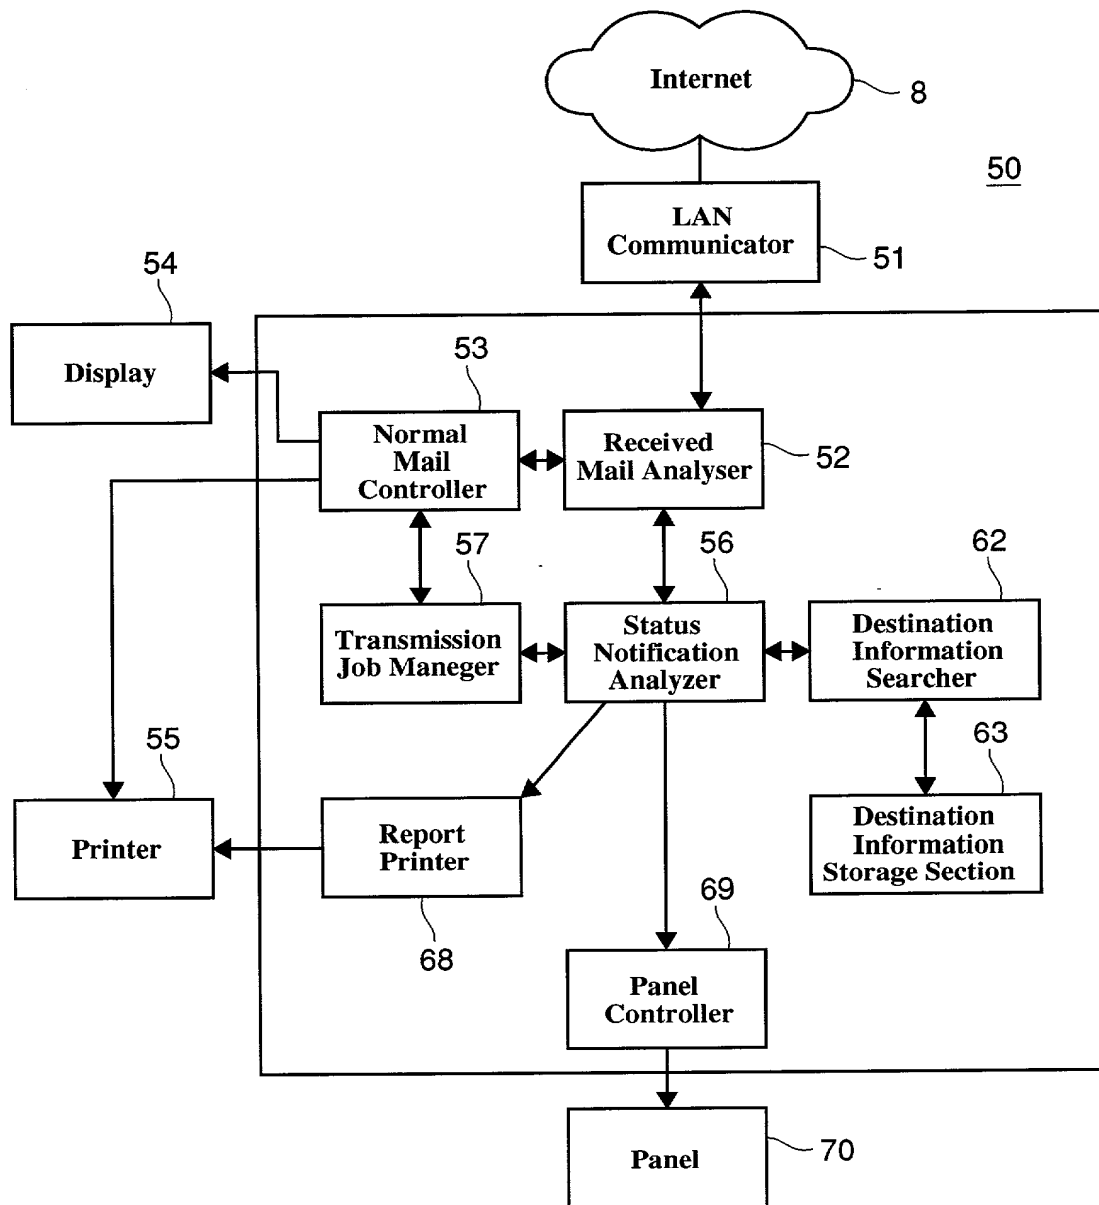 Internet
8
50
LAN
Communicator
51
54
Display
53
Normal
Mail
Controller
Received
Mail Analyser
52
57
56
62
Transmission
Job Maneger
Status
Notification
Analyzer
Destination
Information
Searcher
55
63
Printer
Report
Printer
Destination
Information
Storage Section
68
69
Panel
Controller
Panel
70